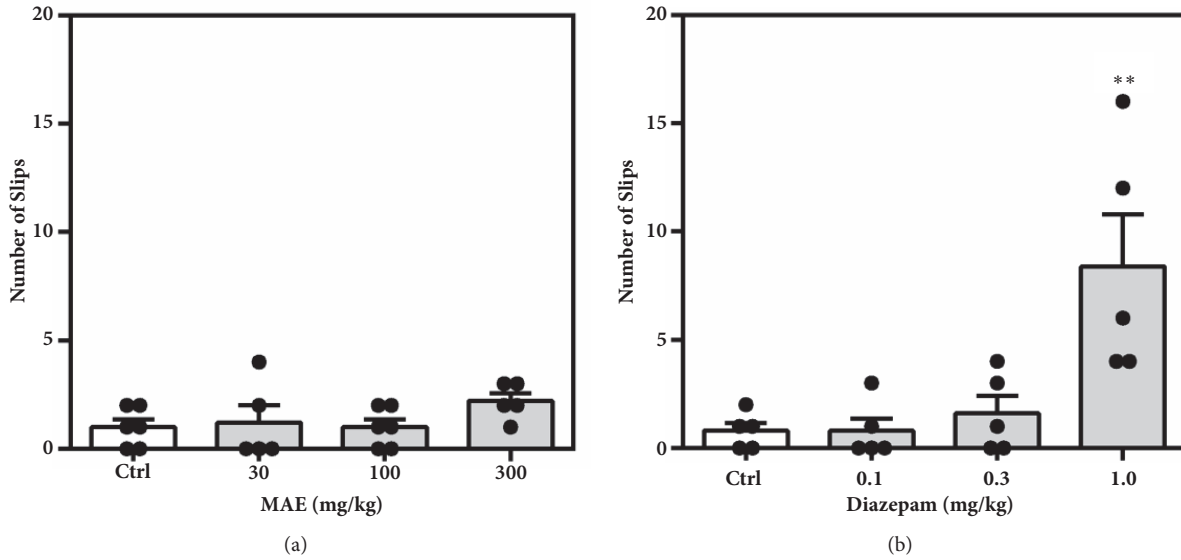 Number of Slips
20
15
10
5
0
Ctrl 30 100 300
MAE (mg/kg)
(a)
Number of Slips
20
15
10
5
0
**
Ctrl 0.1 0.3 1.0
Diazepam (mg/kg)
(b)